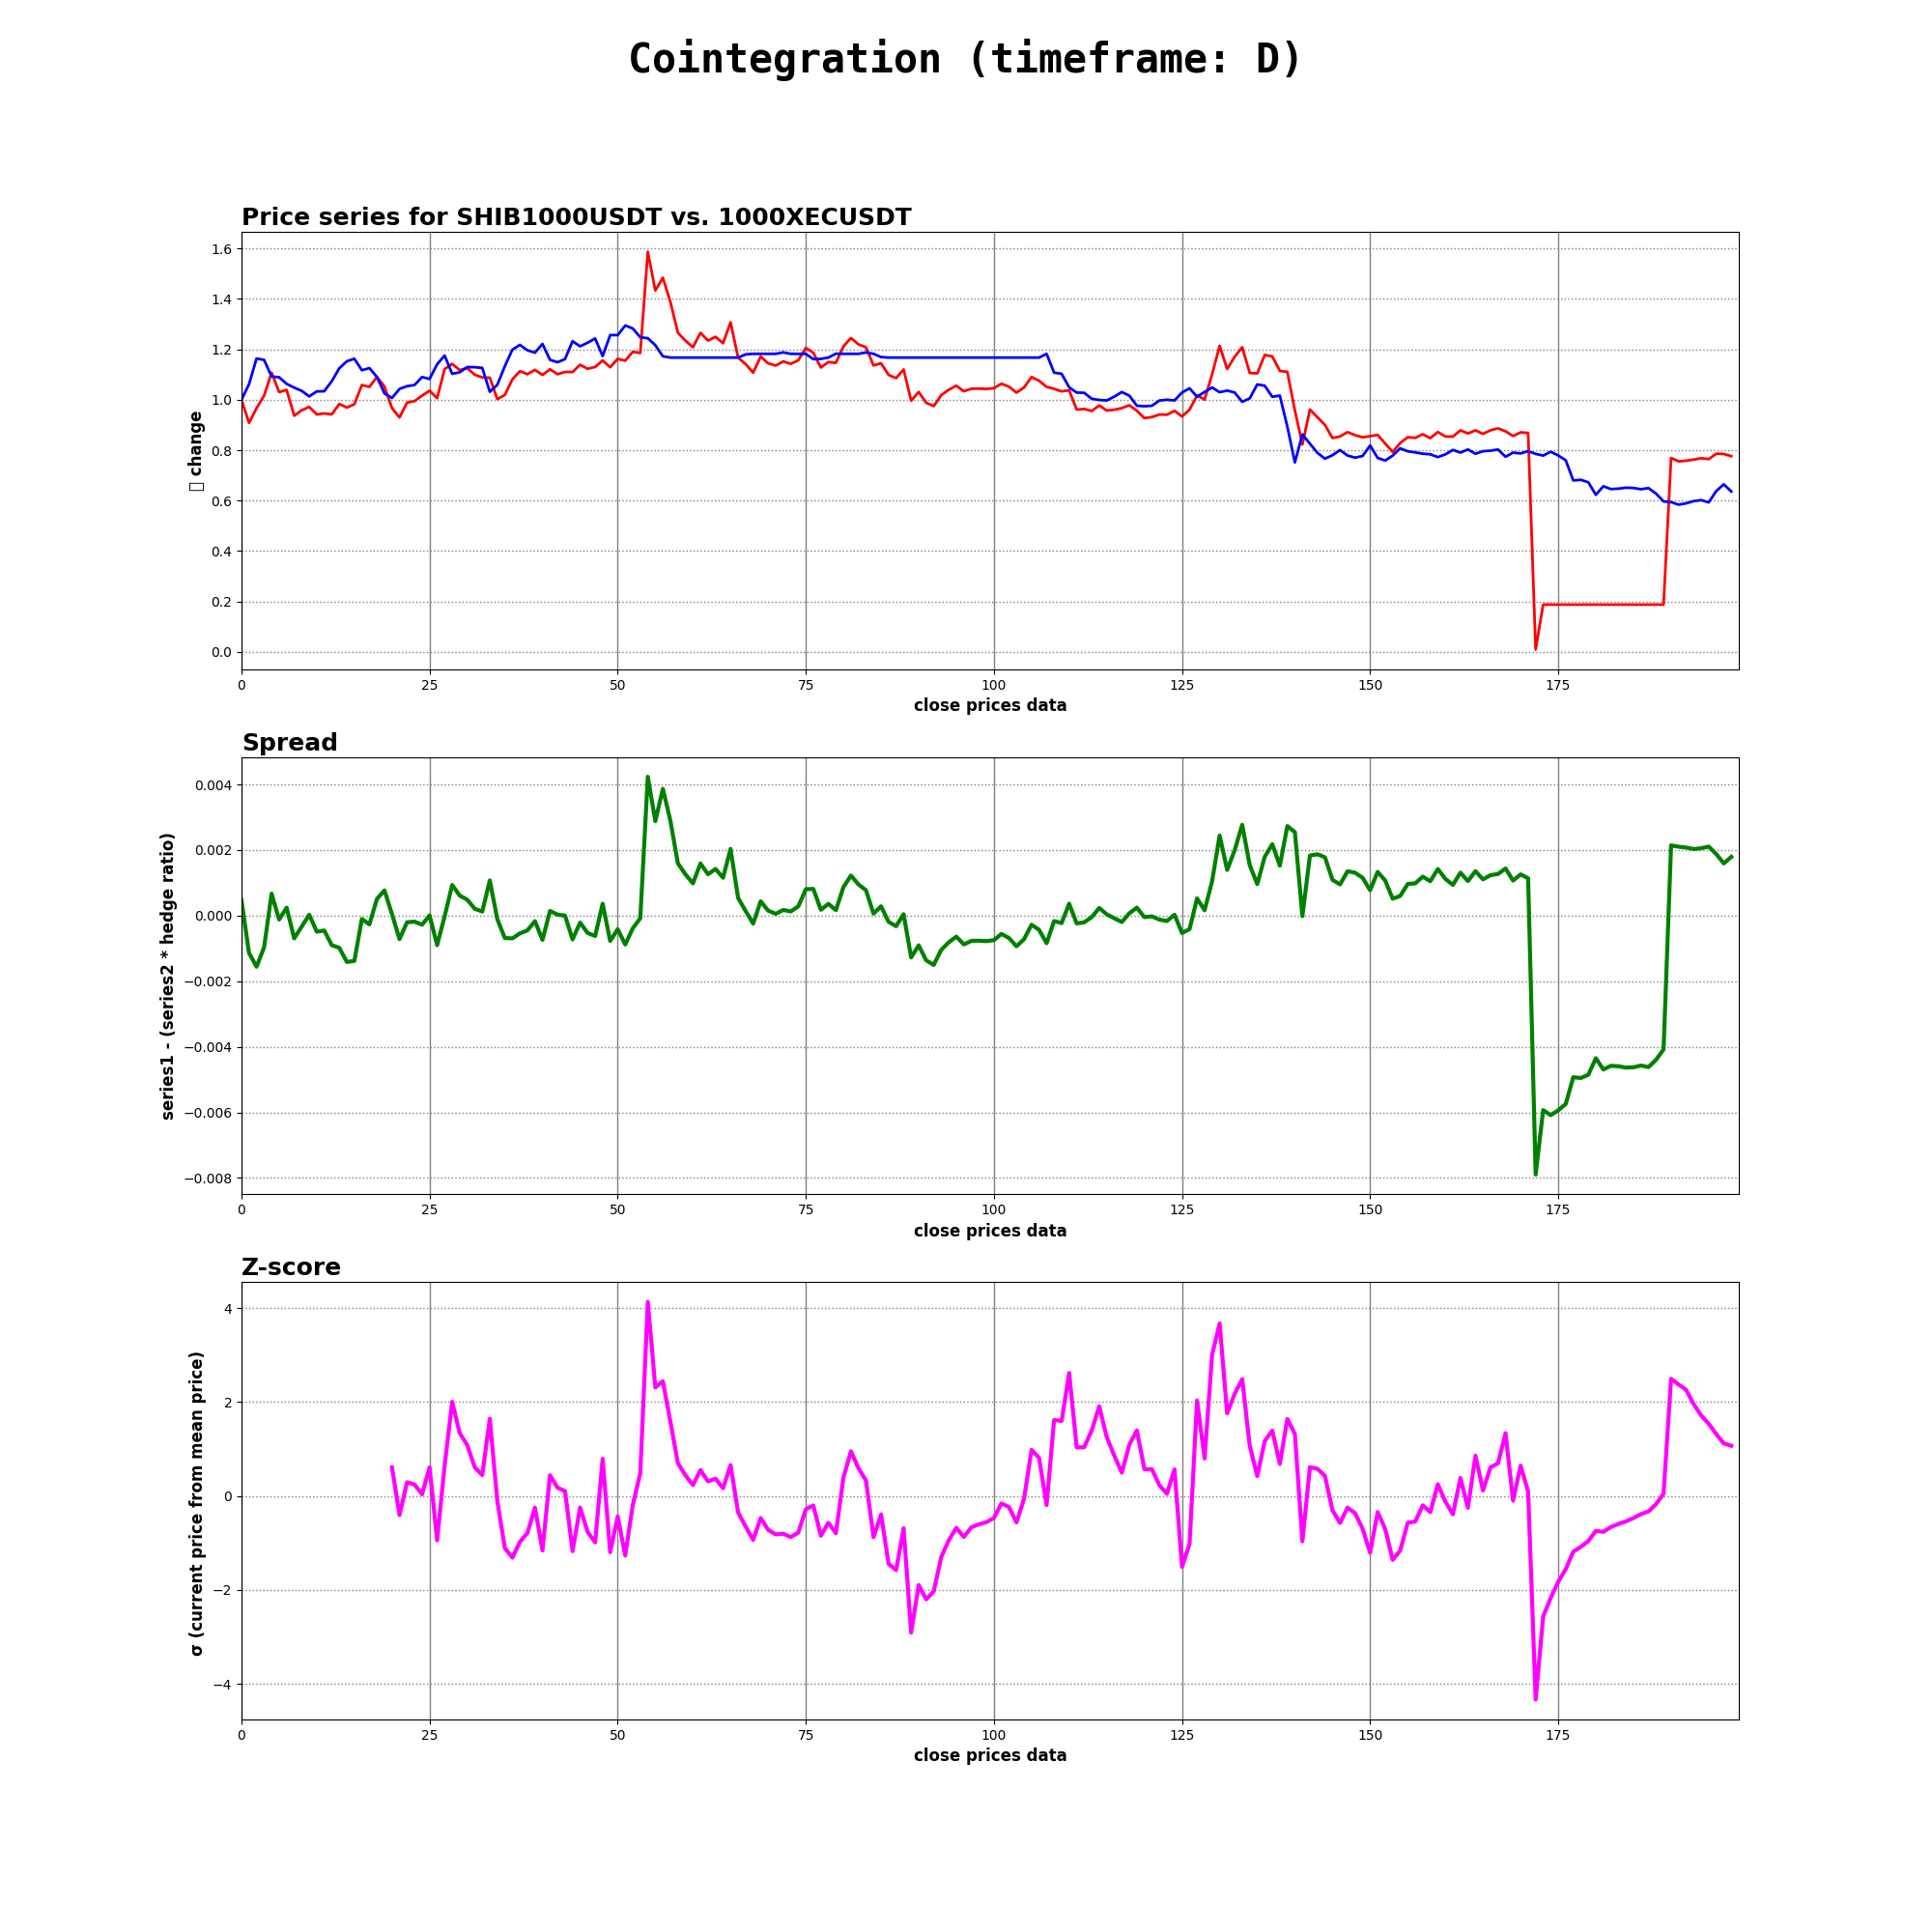 Cointegration (timeframe: D)
Price series for SHIB1000USDT vs. 1000XECUSDT
1.6
1.4
1.2
1.0
0.8
0.6
0.4
0.2
0.0
change
0 25 50 75 100 125 150 175
close prices data
Spread
0.004
0.002
0.000
−0.002
−0.004
−0.006
−0.008
series1 - (series2 * hedge ratio)
0 25 50 75 100 125 150 175
close prices data
Z-score
4
2
0
−2
−4
σ (current price from mean price)
0 25 50 75 100 125 150 175
close prices data